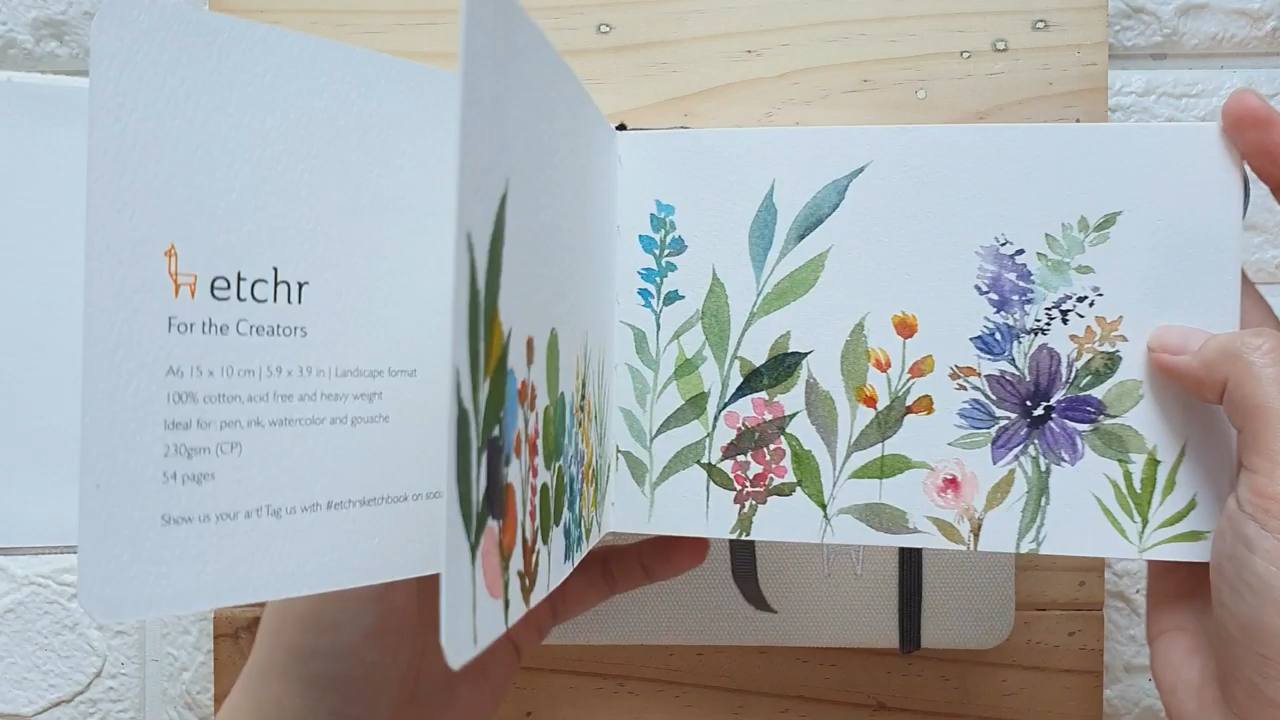 etchr
For the Creators
A6 15 x 10 cm | 5.9 x 3.9 in | Landscape format
100% cotton, acid free and heavy weight
Ideal for: pen, ink, watercolor and gouache
230gsm (CP)
54 pages
Show us your art! Tag us with #etchrsketchbook on